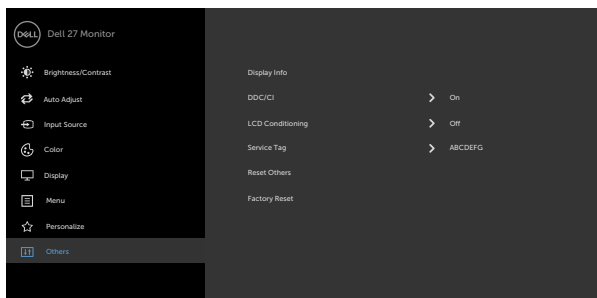 DELL
Dell 27 Monitor
Brightness/Contrast
Auto Adjust
Input Source
Color
Display
Menu
Personalize
Others
Display Info
DDC/CI > On
LCD Conditioning > Off
Service Tag > ABCDEFG
Reset Others
Factory Reset